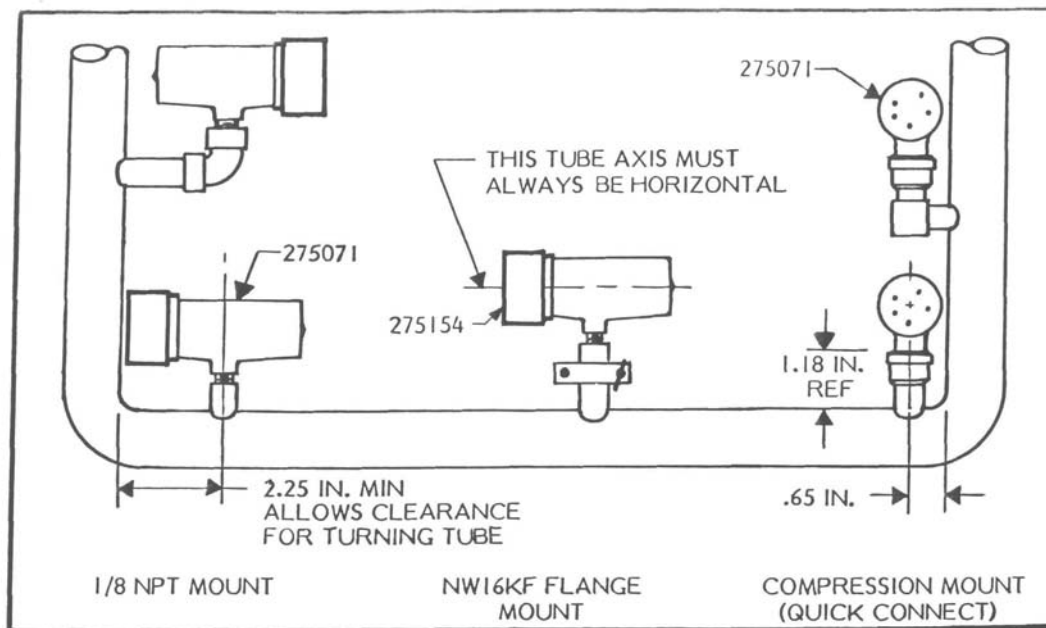 275071
THIS TUBE AXIS MUST
ALWAYS BE HORIZONTAL
275071
275154
1.18 IN.
REF
2.25 IN. MIN
ALLOWS CLEARANCE
FOR TURNING TUBE
.65 IN.
1/8 NPT MOUNT
NW16KF FLANGE
MOUNT
COMPRESSION MOUNT
(QUICK CONNECT)